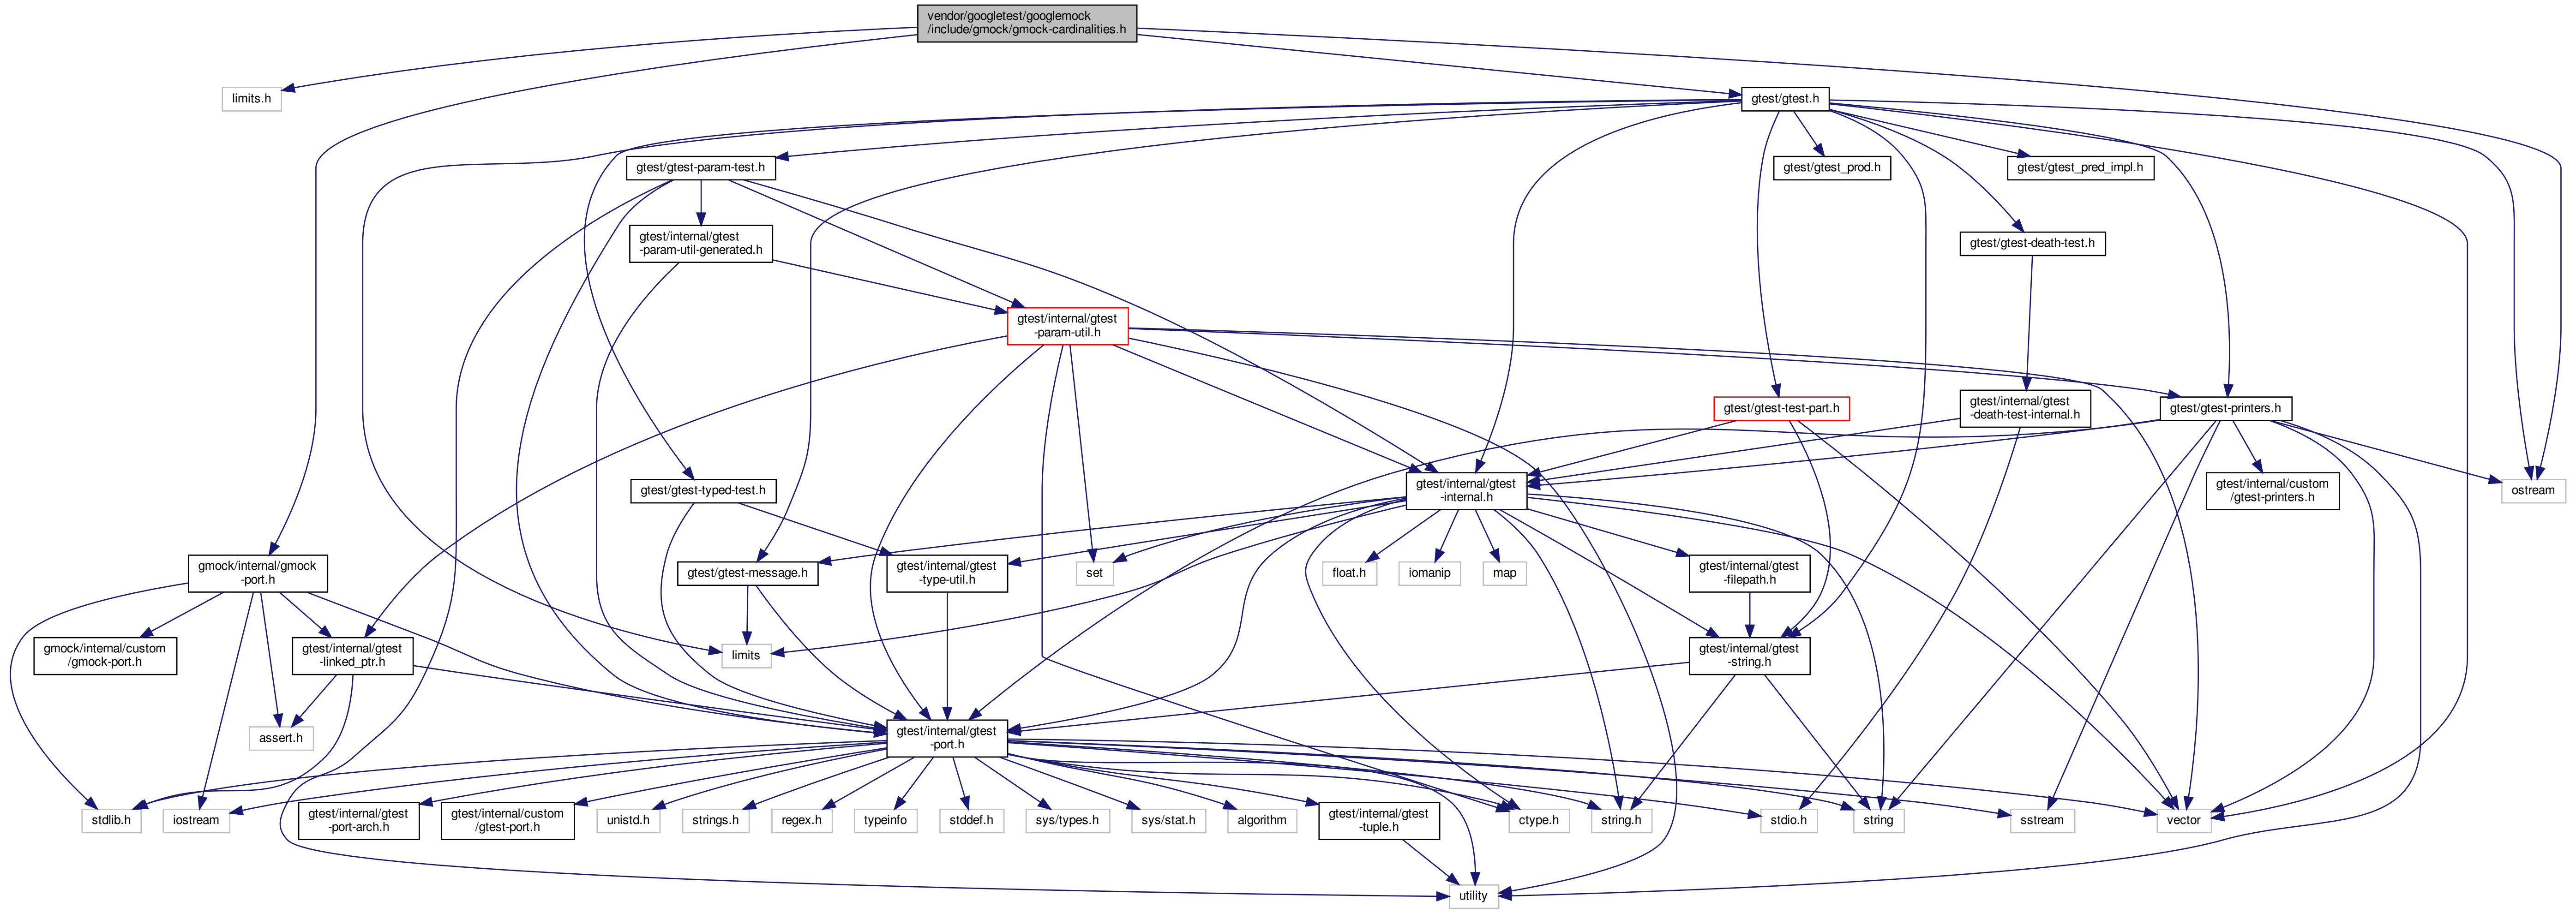 vendor/googletest/googlemock
/include/gmock/gmock-cardinalities.h
limits.h
gtest/gtest.h
gtest/gtest-param-test.h
gtest/gtest_prod.h
gtest/gtest_pred_impl.h
gtest/internal/gtest
-param-util-generated.h
gtest/gtest-death-test.h
gtest/internal/gtest
-param-util.h
gtest/gtest-test-part.h
gtest/internal/gtest
-death-test-internal.h
gtest/gtest-printers.h
gtest/gtest-typed-test.h
gtest/internal/gtest
-internal.h
gtest/internal/custom
/gtest-printers.h
ostream
gmock/internal/gmock
-port.h
gtest/gtest-message.h
gtest/internal/gtest
-type-util.h
set
float.h
iomanip
map
gtest/internal/gtest
-filepath.h
gmock/internal/custom
/gmock-port.h
gtest/internal/gtest
-linked_ptr.h
limits
gtest/internal/gtest
-string.h
assert.h
gtest/internal/gtest
-port.h
stdlib.h
iostream
gtest/internal/gtest
-port-arch.h
gtest/internal/custom
/gtest-port.h
unistd.h
strings.h
regex.h
typeinfo
stddef.h
sys/types.h
sys/stat.h
algorithm
gtest/internal/gtest
-tuple.h
ctype.h
string.h
stdio.h
string
sstream
vector
utility